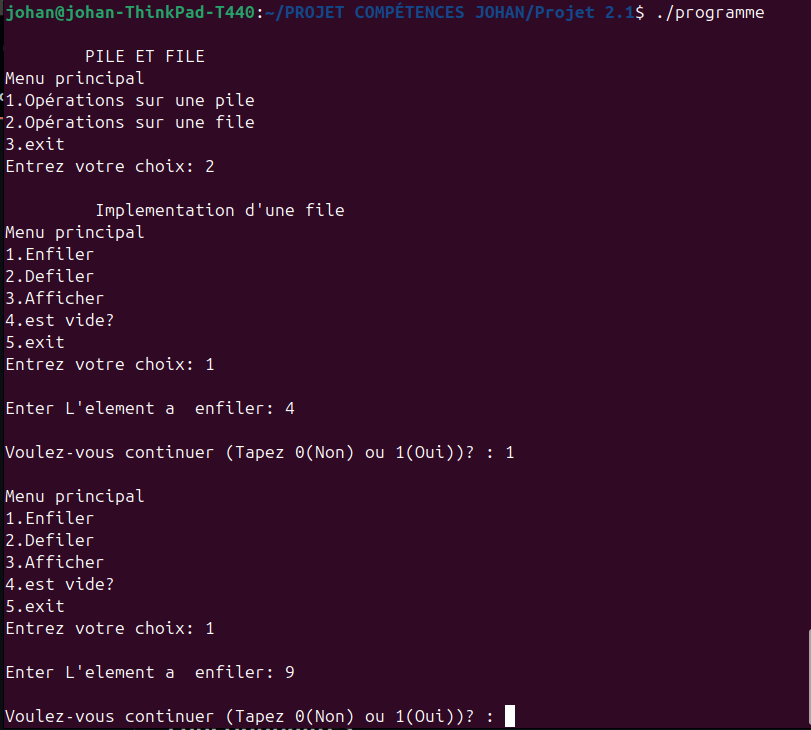 johan@johan-ThinkPad-T440:~/PROJET COMPÉTENCES JOHAN/Projet 2.1$ ./programme
PILE ET FILE
Menu principal
1.Opérations sur une pile
2.Opérations sur une file
3.exit
Entrez votre choix: 2
Implementation d'une file
Menu principal
1.Enfiler
2.Defiler
3.Afficher
4.est vide?
5.exit
Entrez votre choix: 1
Enter L'element a  enfiler: 4
Voulez-vous continuer (Tapez 0(Non) ou 1(Oui))? : 1
Menu principal
1.Enfiler
2.Defiler
3.Afficher
4.est vide?
5.exit
Entrez votre choix: 1
Enter L'element a  enfiler: 9
Voulez-vous continuer (Tapez 0(Non) ou 1(Oui))? :